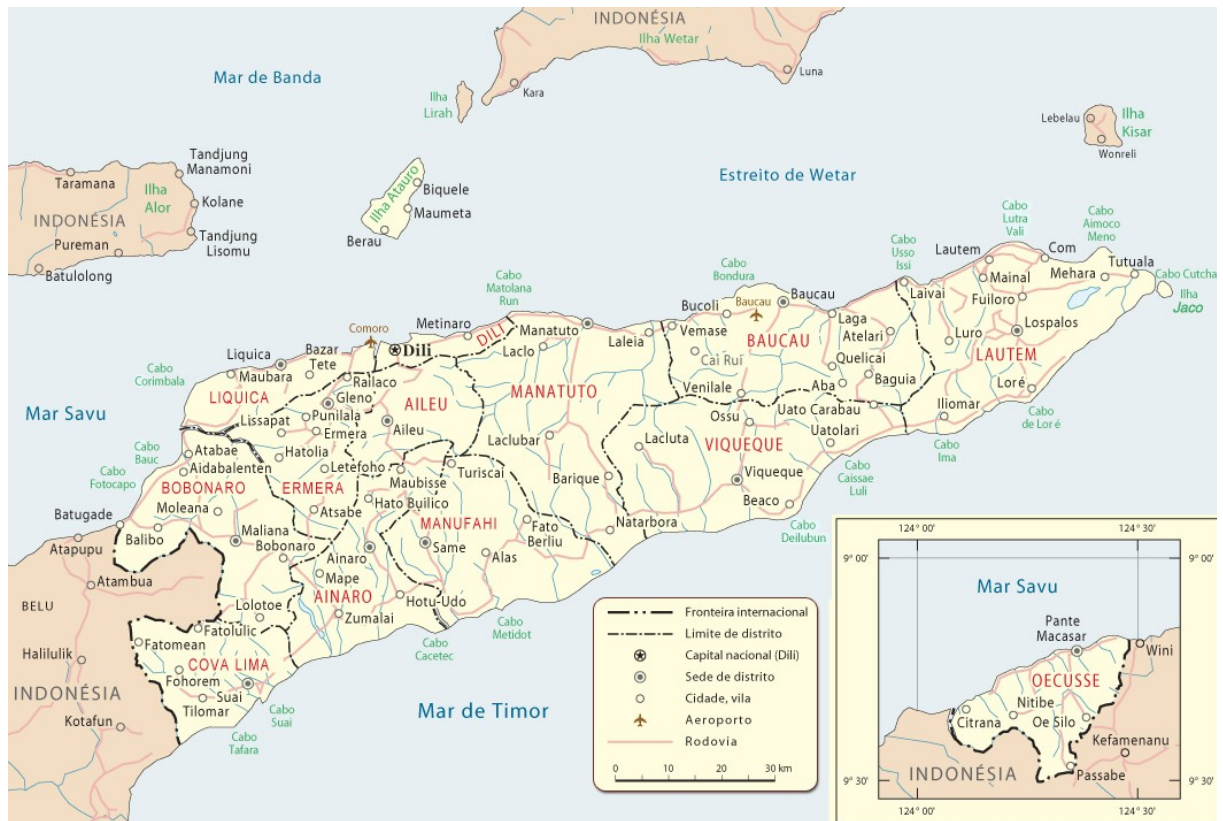 INDONÉSIA
Ilha Wetar
Mar de Banda
Luna
Kara
Ilha
Lirah
Lebelau
Ilha
Kisar
Wonreli
Tandjung
Manamoni
Taramana
Ilha
Alor
Kolane
INDONÉSIA
Pureman
Tandjung
Lisomu
Batulolong
Ilha Atauro
Biquele
Maumeta
Berau
Estreito de Wetar
Cabo
Matolana
Run
Cabo
Bondura
Cabo
Usso
Issi
Cabo
Lutra
Vali
Cabo
Aimoco
Meno
Lautem
Com
Tutuala
Cabo Cutcha
Mehara
Mainal
Ilha
Jaco
Laivai
Fuiloro
Bucoli
Baucau
Baucau
Laga
Atelari
Luro
Lospalos
LAUTEM
Metinaro
DILI
Manatuto
Laleia
Vemase
BAUCAU
Comoro
Dili
Laclo
Cai Rui
Quelicai
Liquica
Bazar
Tete
Maubara
Railaco
Cabo
Corimbala
LIQUICA
Gleno
AILEU
MANATUTO
Venilale
Aba
Baguia
Loré
Mar Savu
Lissapat
Punilala
Ermera
Aileu
Ossu
Uato Carabau
Iliomar
Cabo
de Lor é
Laclubar
Lacluta
VIQUEQUE
Uatolari
Cabo
Ima
Cabo
Bauc
Atabae
Hatolia
Letefoho
Turiscai
Cabo
Fotocapo
Aidabalenten
Maubisse
Barique
Viqueque
Cabo
Caissae
Luli
BOBONARO
ERMERA
Hato Builico
Moleana
Atsabe
MANUFAHI
Beaco
Batugade
Fato
Berliu
Natarbora
Cabo
Deilubun
Balibo
Maliana
Atapupu
Bobonaro
Ainaro
Same
Alas
Mape
Atambua
AINARO
BELU
Lolotoe
Hotu-Udo
Zumalai
Cabo
Metidot
Fatolulic
Cabo
Cacetec
Fatomean
Halilulik
COVA LIMA
Fohorem
INDONÉSIA
Suai
Tilomar
Cabo
Suai
Kotafun
Cabo
Tafara
Mar de Timor
Fronteira internacional
Limite de distrito
Capital nacional (Dili)
Sede de distrito
Cidade, vila
Aeroporto
Rodovia
0 10 20 30 km
124° 00'
124° 30'
9° 00'
9° 00'
Mar Savu
Pante
Macasar
Wini
OECUSSE
Nitibe
Citrana
Oe Silo
Kefamenanu
INDONÉSIA
Passabe
9° 30'
9° 30'
124° 00'
124° 30'